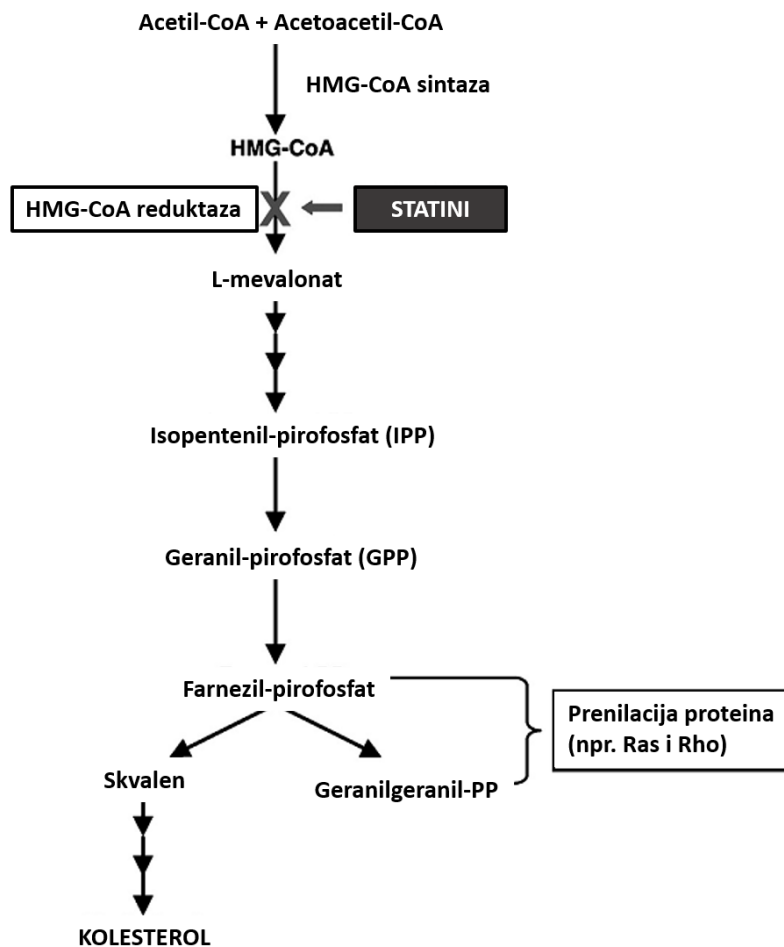 Acetil-CoA + Acetoacetil-CoA
HMG-CoA sintaza
HMG-CoA
HMG-CoA reduktaza
X
STATINI
L-mevalonat
Isopentenil-pirofosfat (IPP)
Geranil-pirofosfat (GPP)
Farnezil-pirofosfat
Prenilacija proteina
(npr. Ras i Rho)
Skvalen
Geranilgeranil-PP
KOLESTEROL